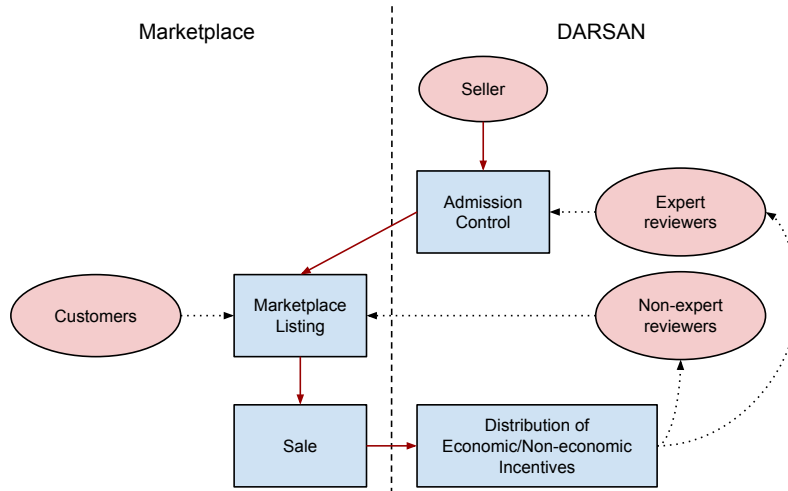 Marketplace
DARSAN
Seller
Admission
Control
Expert
reviewers
Customers
Marketplace
Listing
Non-expert
reviewers
Sale
Distribution of
Economic/Non-economic
Incentives